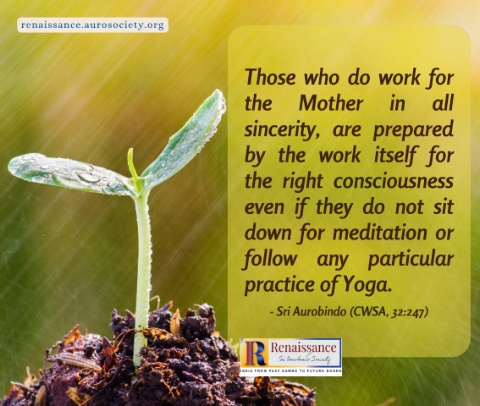 renaissance.aurosociety.org
Those who do work for
the Mother in all
sincerity, are prepared
by the work itself for
the right consciousness
even if they do not sit
down for meditation or
follow any particular
practice of Yoga.
- Sri Aurobindo (CWSA, 32:247)
Renaissance
Sri Aurobindo Society
INDIA FROM PAST DAWNS TO FUTURE NOONS